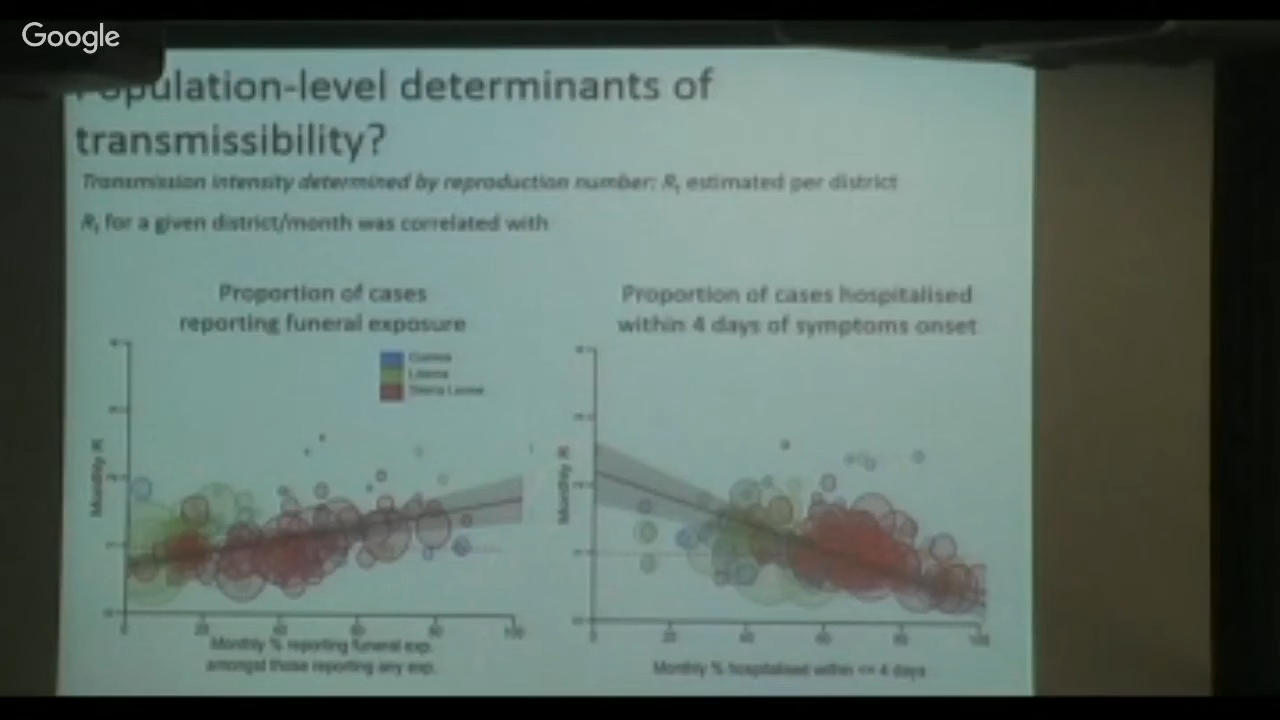 Google
Population-level determinants of
transmissibility?
Transmission intensity determined by reproduction number: Rt estimated per district
Rt for a given district/month was correlated with
Proportion of cases
reporting funeral exposure
Proportion of cases hospitalised
within 4 days of symptoms onset
Guinea
Liberia
Sierra Leone
Monthly R
Monthly R
0 20 40 60 80 100
0 20 40 60 80 100
Monthly % reporting funeral exp.
amongst those reporting any exp.
Monthly % hospitalised within <= 4 days